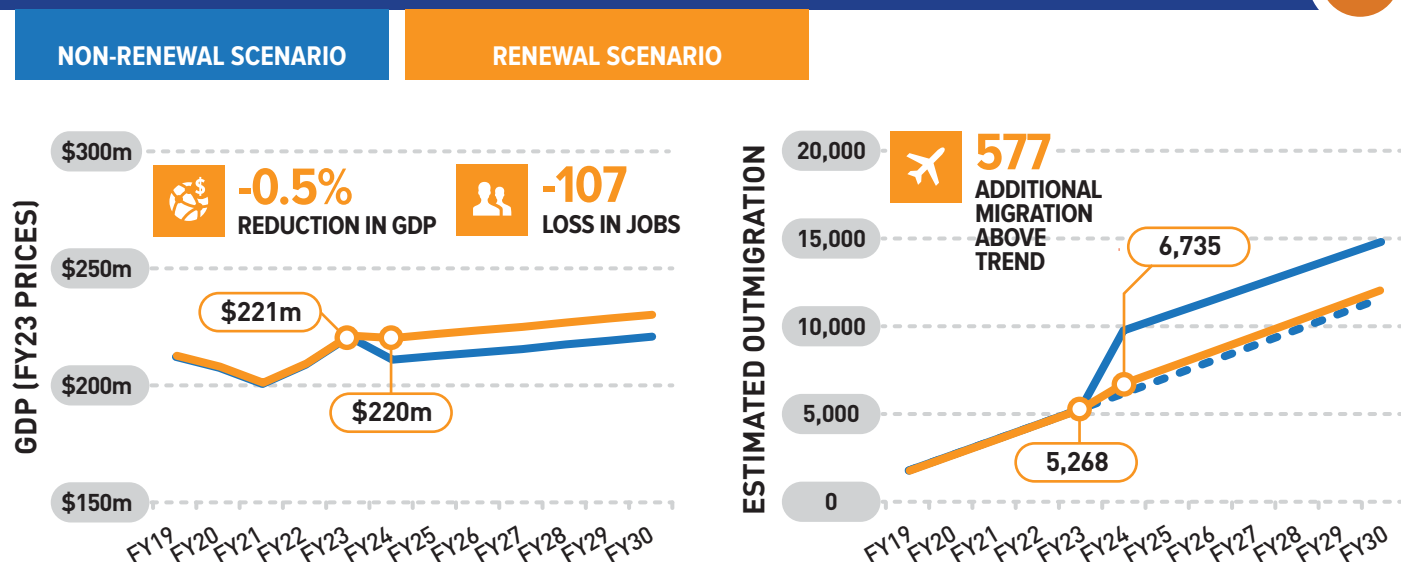 NON-RENEWAL SCENARIO
RENEWAL SCENARIO
GDP (FY23 PRICES)
$300m
$250m
$200m
$150m
$
-0.5%
REDUCTION IN GDP
-107
LOSS IN JOBS
$221m
$220m
FY19
FY20
FY21
FY22
FY23
FY24
FY25
FY26
FY27
FY28
FY29
FY30
ESTIMATED OUTMIGRATION
20,000
15,000
10,000
5,000
0
577
ADDITIONAL
MIGRATION
ABOVE
TREND
6,735
5,268
FY19
FY20
FY21
FY22
FY23
FY24
FY25
FY26
FY27
FY28
FY29
FY30